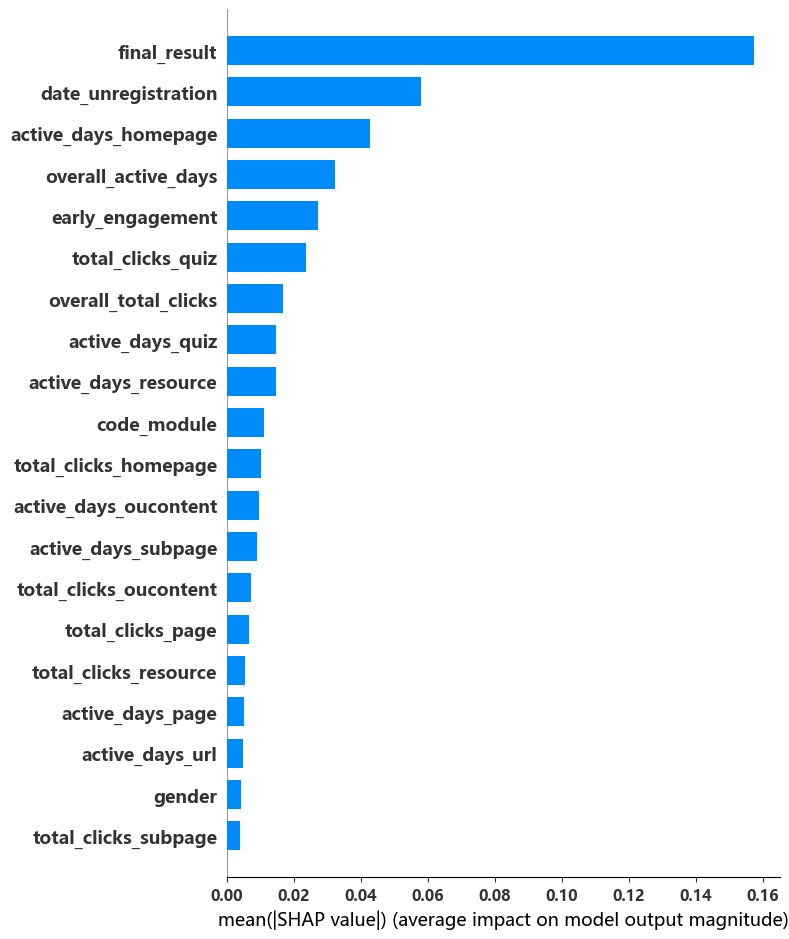 final_result
date_unregistration
active_days_homepage
overall_active_days
early_engagement
total_clicks_quiz
overall_total_clicks
active_days_quiz
active_days_resource
code_module
total_clicks_homepage
active_days_oucontent
active_days_subpage
total_clicks_oucontent
total_clicks_page
total_clicks_resource
active_days_page
active_days_url
gender
total_clicks_subpage
0.00 0.02 0.04 0.06 0.08 0.10 0.12 0.14 0.16
mean(|SHAP value|) (average impact on model output magnitude)